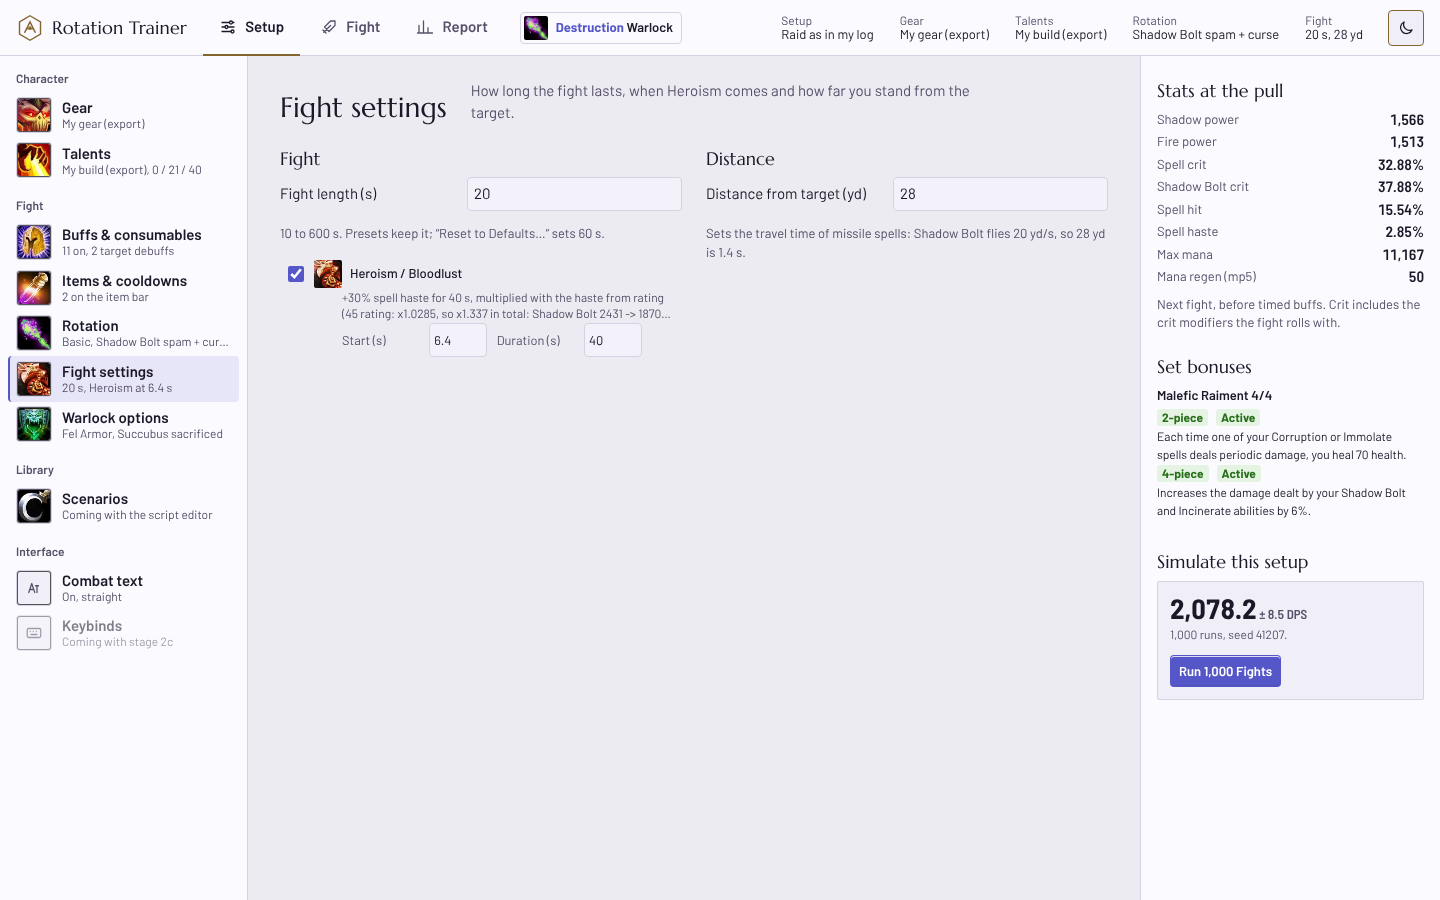 Rotation Trainer
Setup
Fight
Report
Destruction Warlock
Setup
Raid as in my log
Gear
My gear (export)
Talents
My build (export)
Rotation
Shadow Bolt spam + curse
Fight
20 s, 28 yd
Character
Gear
My gear (export)
Talents
My build (export), 0 / 21 / 40
Fight
Buffs & consumables
11 on, 2 target debuffs
Items & cooldowns
2 on the item bar
Rotation
Basic, Shadow Bolt spam + cur...
Fight settings
20 s, Heroism at 6.4 s
Warlock options
Fel Armor, Succubus sacrificed
Library
Scenarios
Coming with the script editor
Interface
Combat text
On, straight
Keybinds
Coming with stage 2c
Fight settings
How long the fight lasts, when Heroism comes and how far you stand from the
target.
Fight
Fight length (s)
20
10 to 600 s. Presets keep it; "Reset to Defaults..." sets 60 s.
Heroism / Bloodlust
+30% spell haste for 40 s, multiplied with the haste from rating
(45 rating: x1.0285, so x1.337 in total: Shadow Bolt 2431 -> 1870...
Start (s)
6.4
Duration (s)
40
Distance
Distance from target (yd)
28
Sets the travel time of missile spells: Shadow Bolt flies 20 yd/s, so 28 yd
is 1.4 s.
Stats at the pull
Shadow power 1,566
Fire power 1,513
Spell crit 32.88%
Shadow Bolt crit 37.88%
Spell hit 15.54%
Spell haste 2.85%
Max mana 11,167
Mana regen (mp5) 50
Next fight, before timed buffs. Crit includes the
crit modifiers the fight rolls with.
Set bonuses
Malefic Raiment 4/4
2-piece Active
Each time one of your Corruption or Immolate
spells deals periodic damage, you heal 70 health.
4-piece Active
Increases the damage dealt by your Shadow Bolt
and Incinerate abilities by 6%.
Simulate this setup
2,078.2 ± 8.5 DPS
1,000 runs, seed 41207.
Run 1,000 Fights